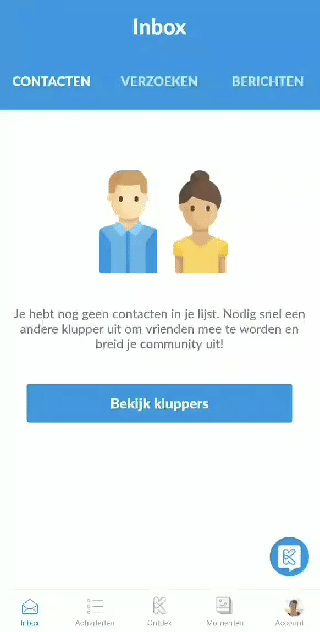 Inbox
CONTACTEN VERZOEKEN BERICHTEN
Je hebt nog geen contacten in je lijst. Nodig snel een
andere klupper uit om vrienden mee te worden en
breid je community uit!
Bekijk kluppers
Inbox Activiteiten Ontdek Momenten Account